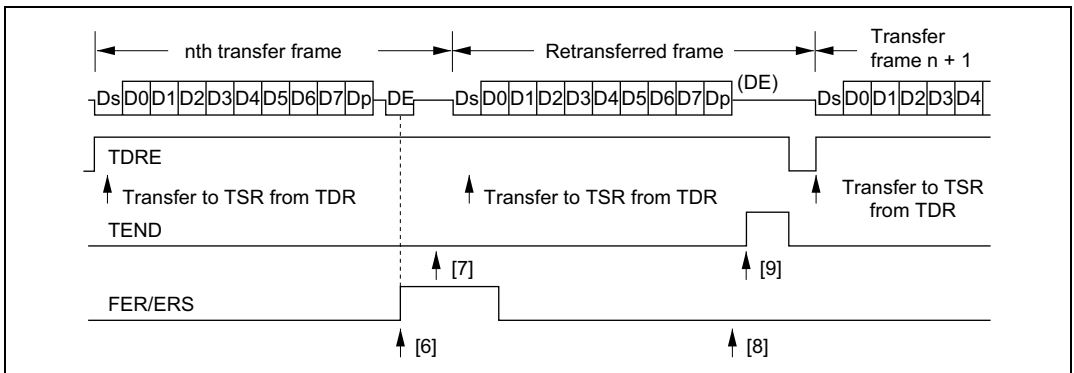 nth transfer frame
Retransferred frame
Transfer
frame n + 1
Ds D0 D1 D2 D3 D4 D5 D6 D7 Dp DE
Ds D0 D1 D2 D3 D4 D5 D6 D7 Dp
(DE)
Ds D0 D1 D2 D3 D4
TDRE
Transfer to TSR from TDR
Transfer to TSR from TDR
Transfer to TSR
from TDR
TEND
[7]
[9]
FER/ERS
[6]
[8]